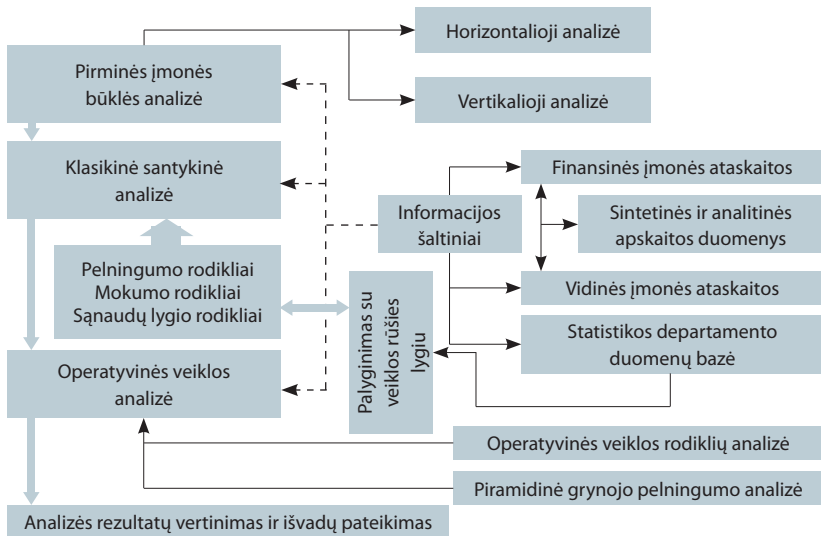 Horizontalioji analizė
Pirminės įmonės
būklės analizė
Vertikalioji analizė
Klasikinė santykinė
analizė
Finansinės įmonės ataskaitos
Informacijos
šaltiniai
Sintetinės ir analitinės
apskaitos duomenys
Pelningumo rodikliai
Mokumo rodikliai
Sąnaudų lygio rodikliai
Vidinės įmonės ataskaitos
Palyginimas su
veiklos rūšies
lygiu
Statistikos departamento
duomenų bazė
Operatyvinės veiklos
analizė
Operatyvinės veiklos rodiklių analizė
Piramidinė grynojo pelningumo analizė
Analizės rezultatų vertinimas ir išvadų pateikimas